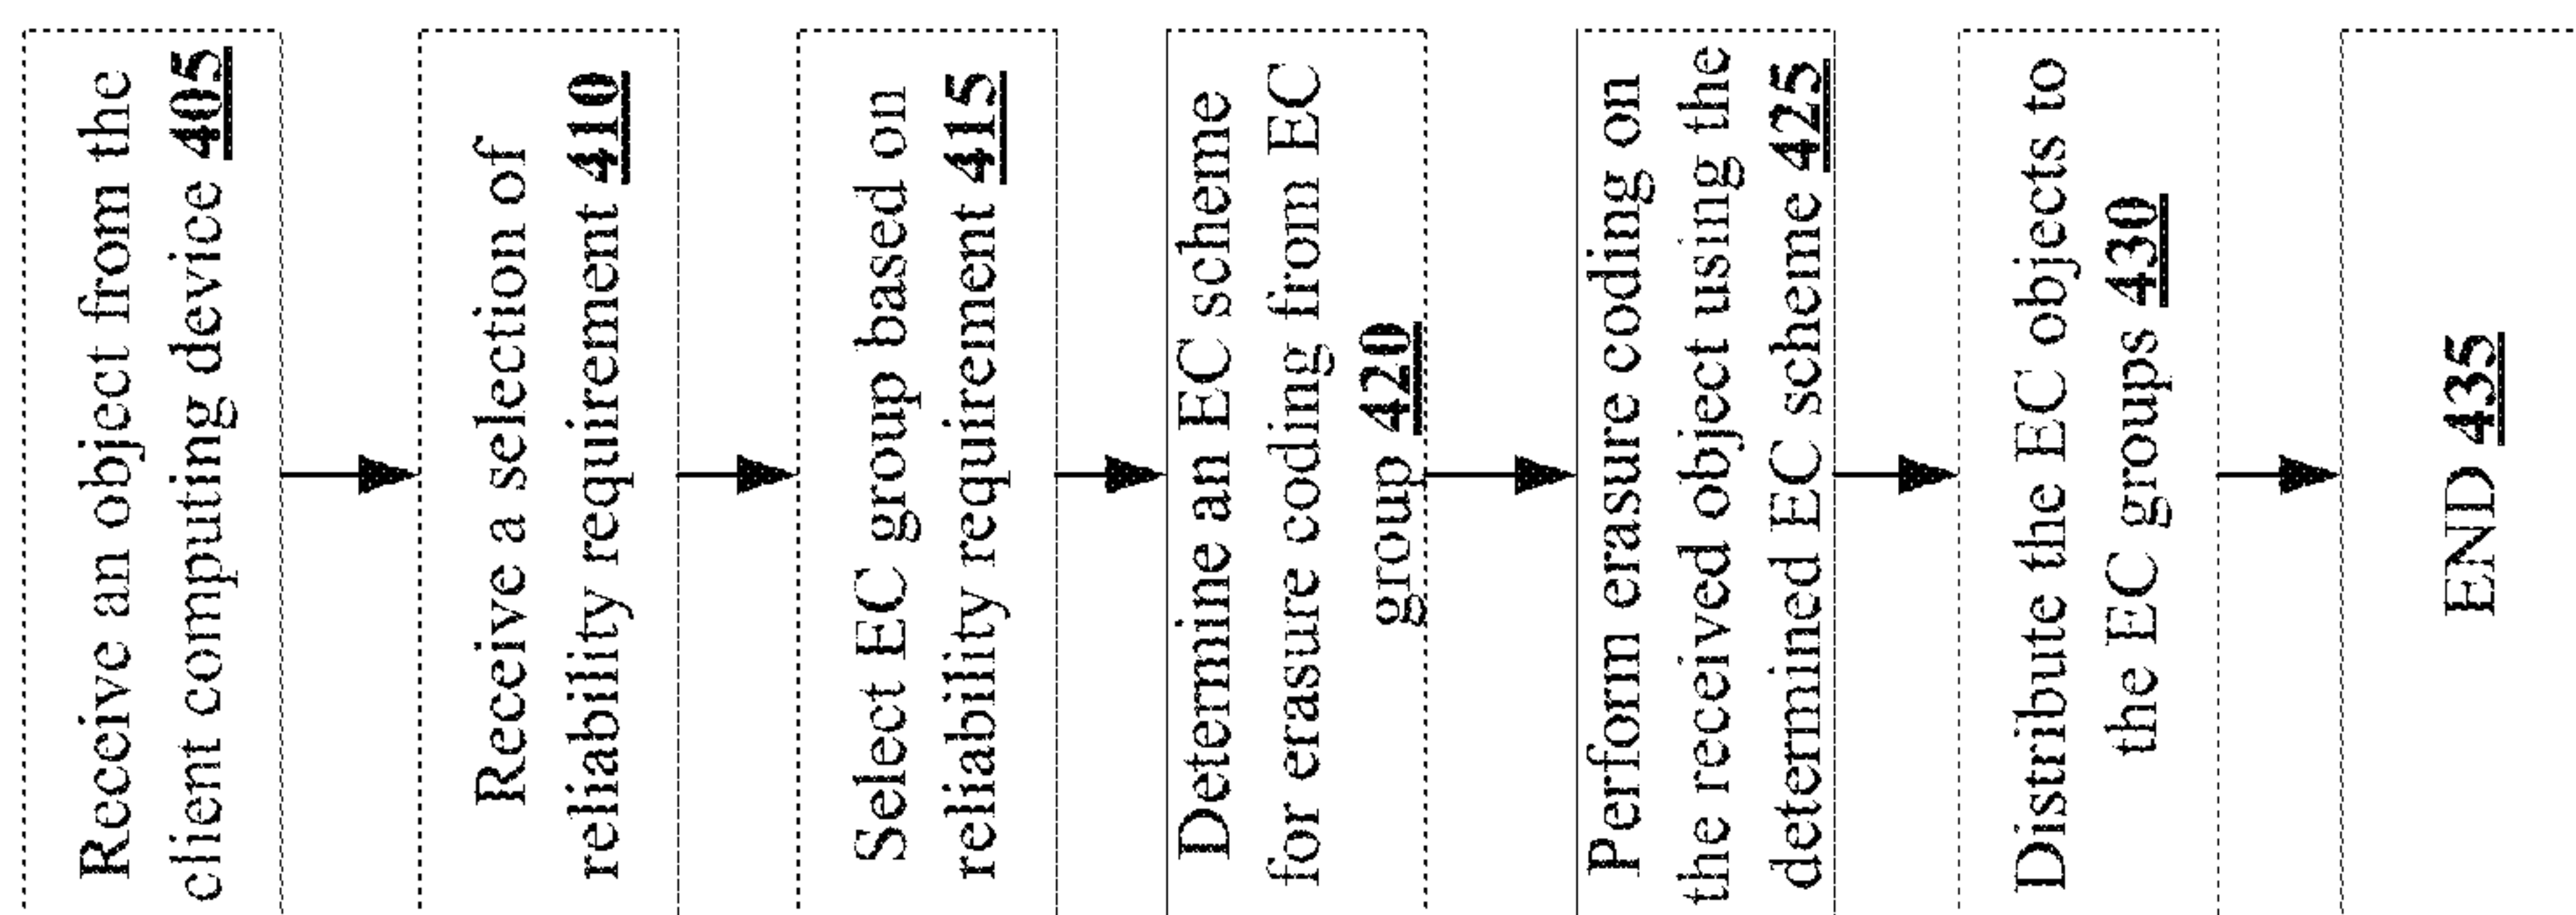 Receive an object from the
client computing device 405
Receive a selection of
reliability requirement 410
Select EC group based on
reliability requirement 415
Determine an EC scheme
for erasure coding from EC
group 420
Perform erasure coding on
the received object using the
determined EC scheme 425
Distribute the EC objects to
the EC groups 430
END 435